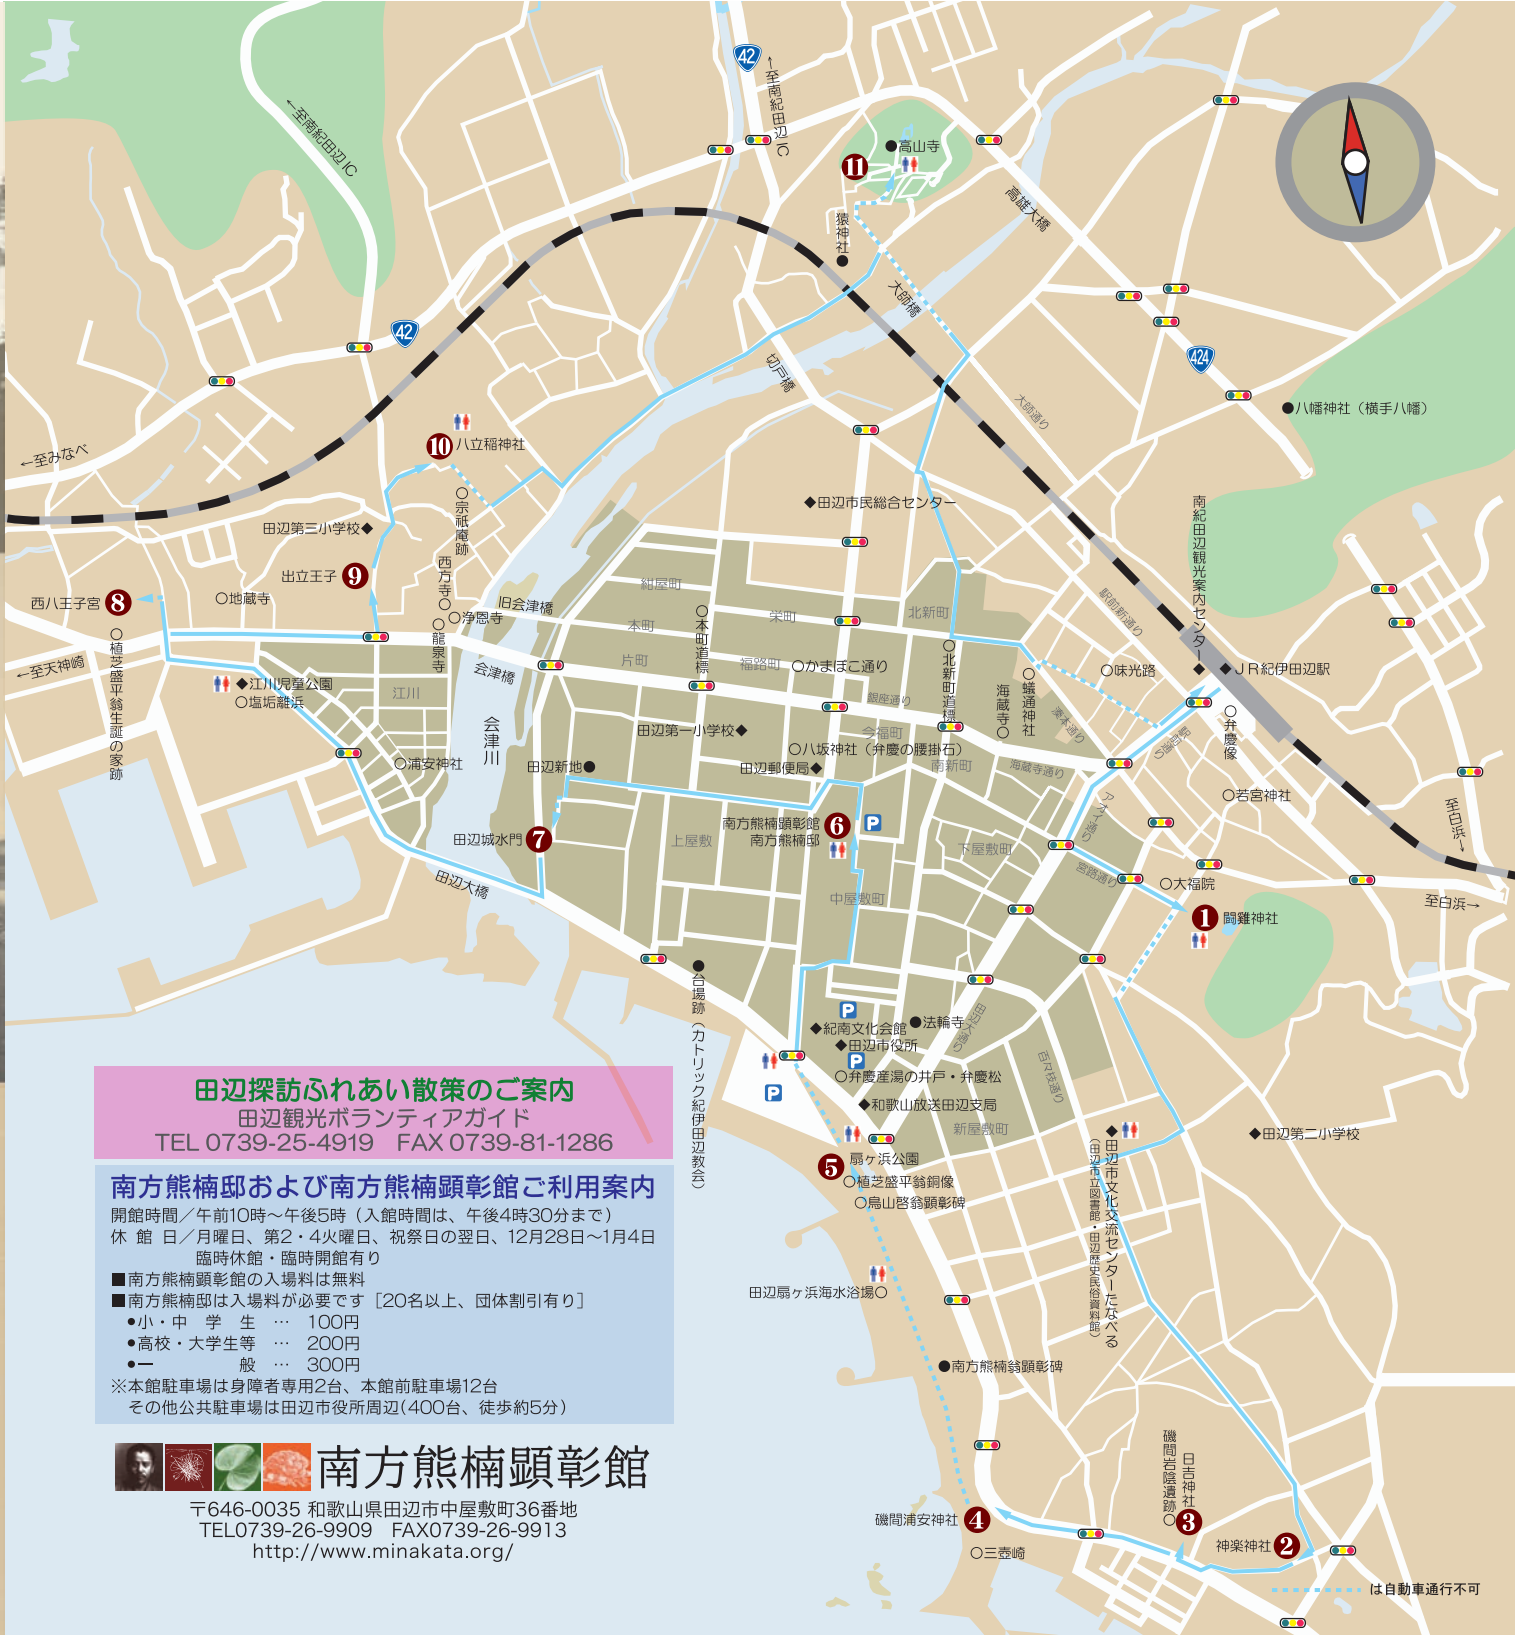 42
←至南紀田辺IC
←至南紀田辺IC
高山寺
11
猿神社
高雄大橋
大師橋
42
切戸橋
424
大師通り
八幡神社（横手八幡）
←至みなべ
10
八立稲神社
宗祇庵跡
田辺第三小学校
田辺市民総合センター
南紀田辺観光案内センター
出立王子
9
西方寺
西八王子宮
8
地蔵寺
浄恩寺
旧会津橋
紺屋町
栄町
北新町
駅前新通り
植芝盛平翁生誕の家跡
龍泉寺
本町
本町道標
←至天神崎
会津橋
片町
福路町
かまぼこ通り
北新町道標
蟻通神社
海蔵寺
味光路
ＪＲ紀伊田辺駅
江川児童公園
塩垢離浜
江川
銀座通り
湊本通り
会津川
田辺第一小学校
今福町
八坂神社（弁慶の腰掛石）
駅前通り
弁慶像
浦安神社
田辺新地
田辺郵便局
南新町
海蔵寺通り
若宮神社
アオイ通り
至白浜→
南方熊楠顕彰館
南方熊楠邸
6
P
田辺城水門
7
上屋敷
下屋敷町
宮路通り
大福院
田辺大橋
中屋敷町
至白浜→
1
闘雞神社
台場跡（カトリック紀伊田辺教会）
P
紀南文化会館
法輪寺
田辺大通り
田辺市役所
P
弁慶産湯の井戸・弁慶松
百々枝通り
P
和歌山放送田辺支局
新屋敷町
田辺第二小学校
田辺市文化交流センターたなべる
（田辺市立図書館・田辺歴史民俗資料館）
5
扇ヶ浜公園
植芝盛平翁銅像
鳥山啓翁顕彰碑
田辺扇ヶ浜海水浴場
南方熊楠翁顕彰碑
磯間岩陰遺跡
日吉神社
3
磯間浦安神社
4
三壺崎
神楽神社
2
は自動車通行不可
田辺探訪ふれあい散策のご案内
田辺観光ボランティアガイド
TEL 0739-25-4919　FAX 0739-81-1286
南方熊楠邸および南方熊楠顕彰館ご利用案内
開館時間／午前10時〜午後5時（入館時間は、午後4時30分まで）
休 館 日／月曜日、第2・4火曜日、祝祭日の翌日、12月28日〜1月4日
臨時休館・臨時開館有り
■南方熊楠顕彰館の入場料は無料
■南方熊楠邸は入場料が必要です［20名以上、団体割引有り］
●小・中　学　生　…　100円
●高校・大学生等　…　200円
●一　　　　　般　…　300円
※本館駐車場は身障者専用2台、本館前駐車場12台
その他公共駐車場は田辺市役所周辺（400台、徒歩約5分）
南方熊楠顕彰館
〒646-0035 和歌山県田辺市中屋敷町36番地
TEL0739-26-9909　FAX0739-26-9913
http://www.minakata.org/